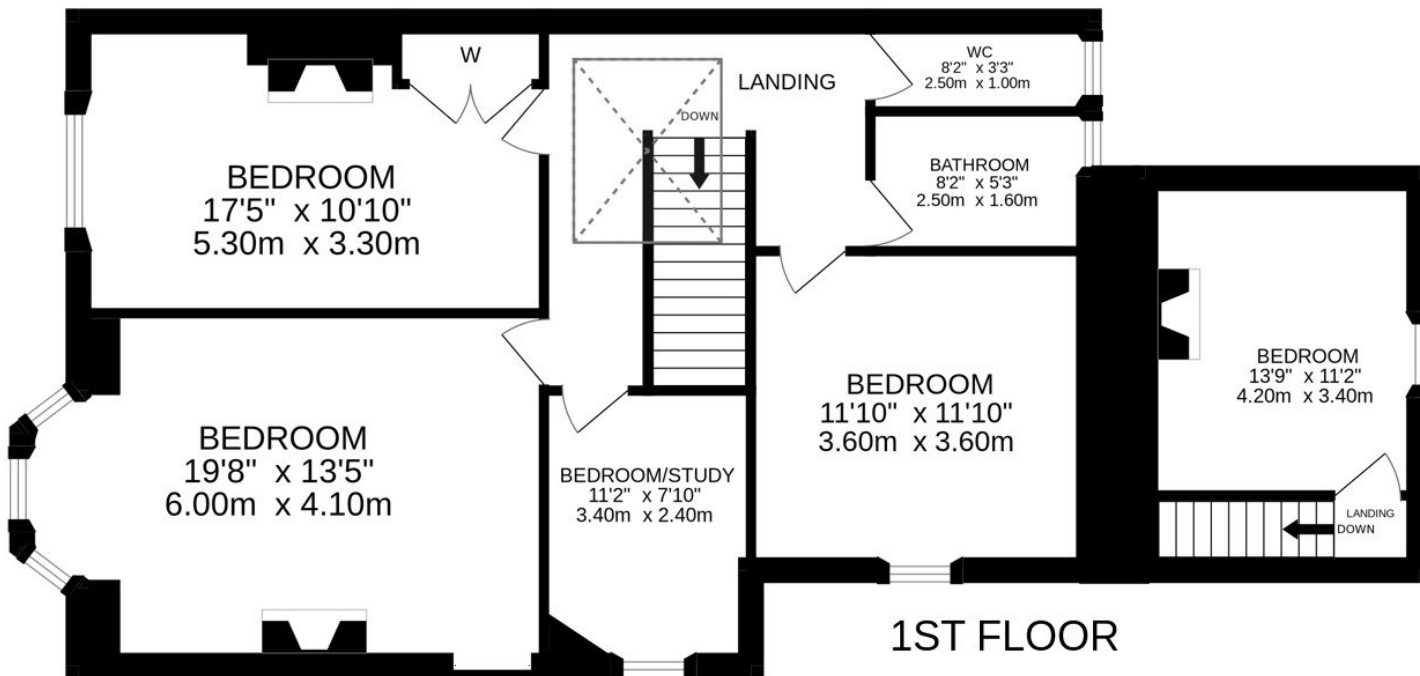 W
BEDROOM
17'5" x 10'10"
5.30m x 3.30m
LANDING
DOWN
WC
8'2" x 3'3"
2.50m x 1.00m
BATHROOM
8'2" x 5'3"
2.50m x 1.60m
BEDROOM
19'8" x 13'5"
6.00m x 4.10m
BEDROOM/STUDY
11'2" x 7'10"
3.40m x 2.40m
BEDROOM
11'10" x 11'10"
3.60m x 3.60m
BEDROOM
13'9" x 11'2"
4.20m x 3.40m
LANDING
DOWN
1ST FLOOR